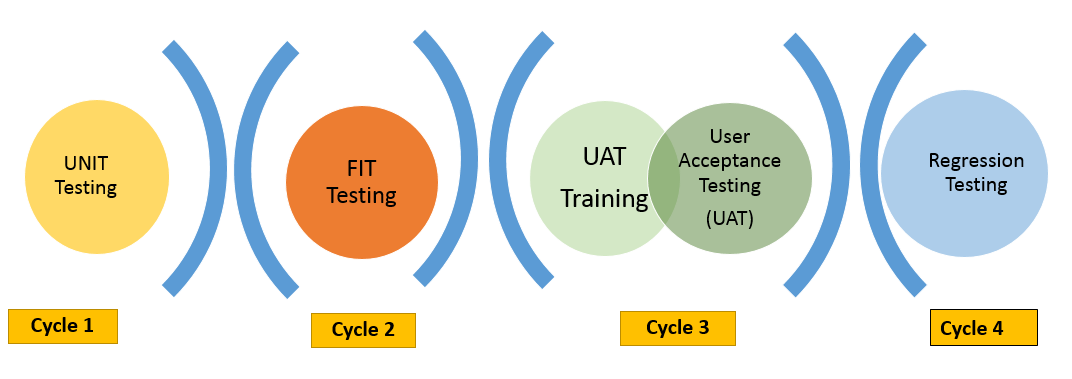 UNIT
Testing
FIT
Testing
UAT
Training
User
Acceptance
Testing
(UAT)
Regression
Testing
Cycle 1
Cycle 2
Cycle 3
Cycle 4